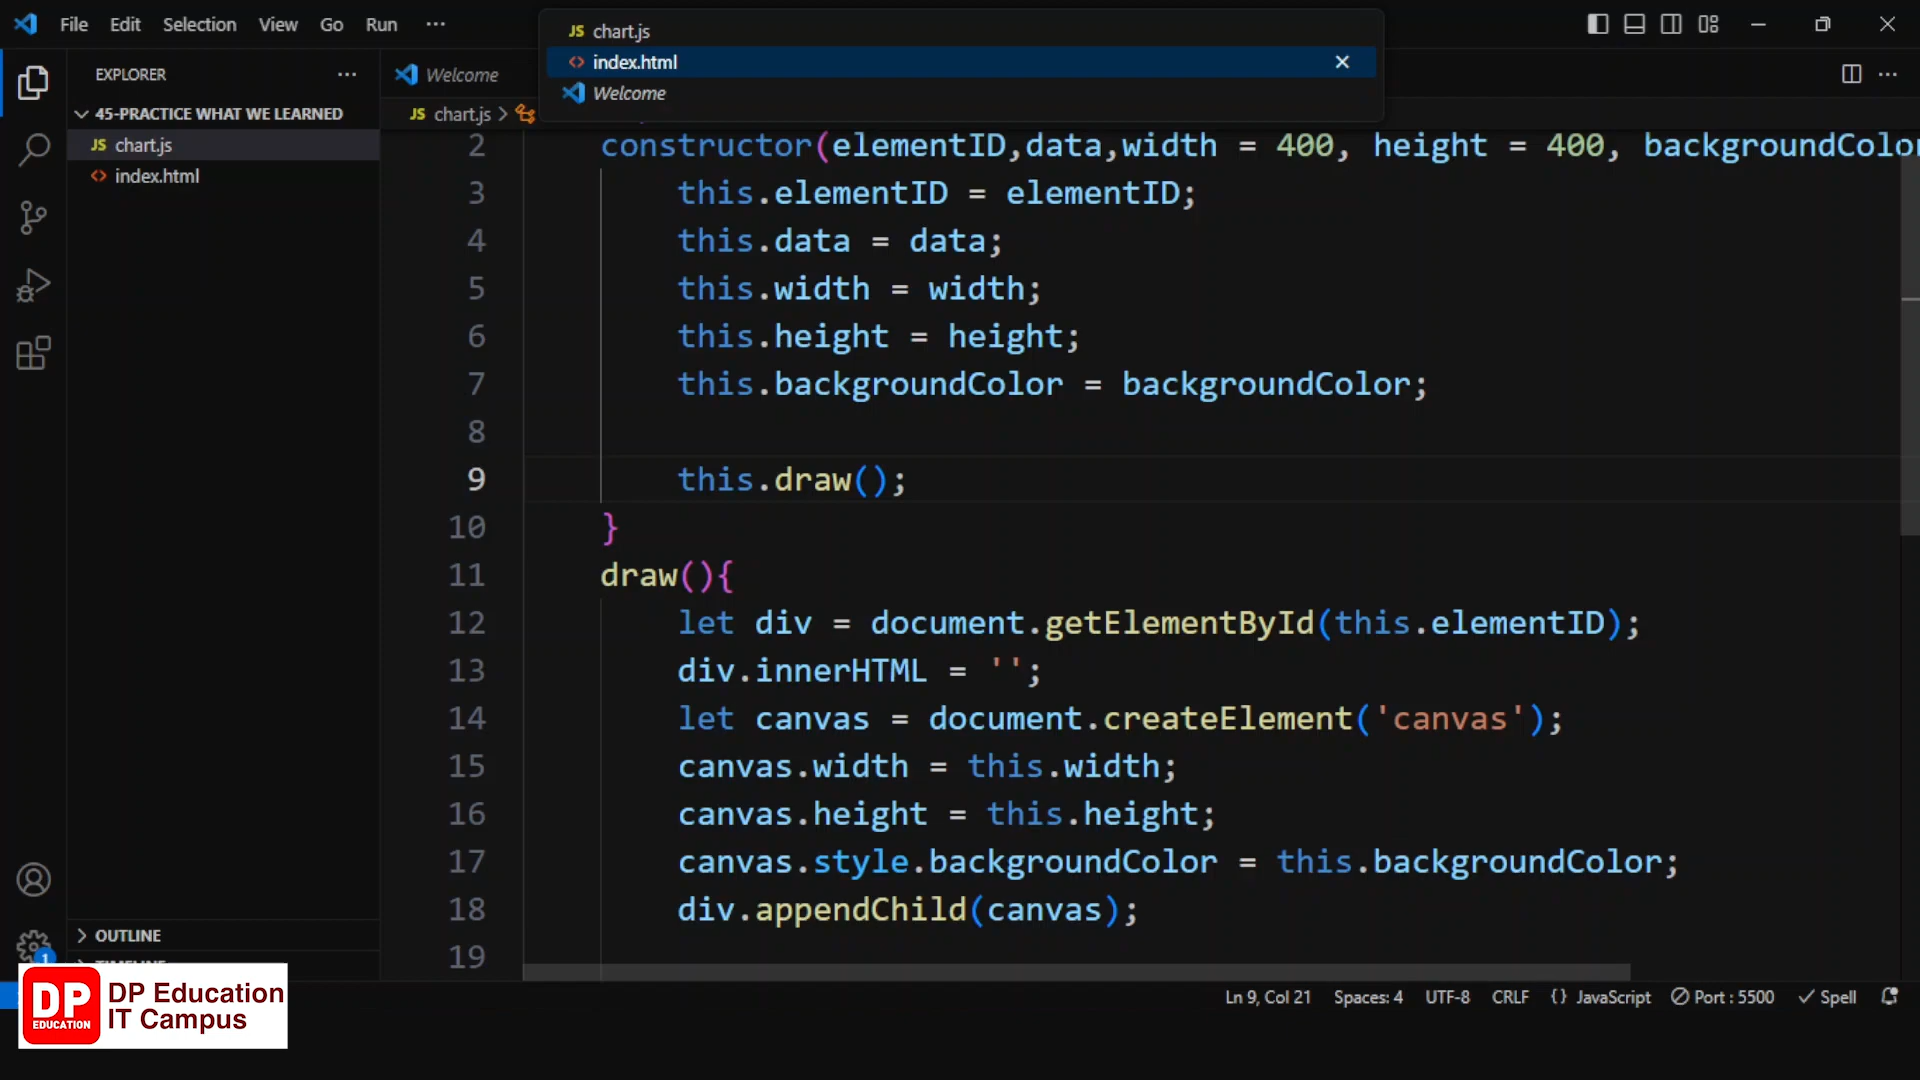 File Edit Selection View Go Run ···
JS chart.js
<> index.html
Welcome
EXPLORER ···
Welcome
45-PRACTICE WHAT WE LEARNED
JS chart.js >
JS chart.js
<> index.html
2 constructor(elementID,data,width = 400, height = 400, backgroundColo
3 this.elementID = elementID;
4 this.data = data;
5 this.width = width;
6 this.height = height;
7 this.backgroundColor = backgroundColor;
8
9 this.draw();
10 }
11 draw(){
12 let div = document.getElementById(this.elementID);
13 div.innerHTML = '';
14 let canvas = document.createElement('canvas');
15 canvas.width = this.width;
16 canvas.height = this.height;
17 canvas.style.backgroundColor = this.backgroundColor;
18 div.appendChild(canvas);
19
OUTLINE
1
Ln 9, Col 21 Spaces: 4 UTF-8 CRLF {} JavaScript Port : 5500 Spell
DP
EDUCATION
DP Education
IT Campus